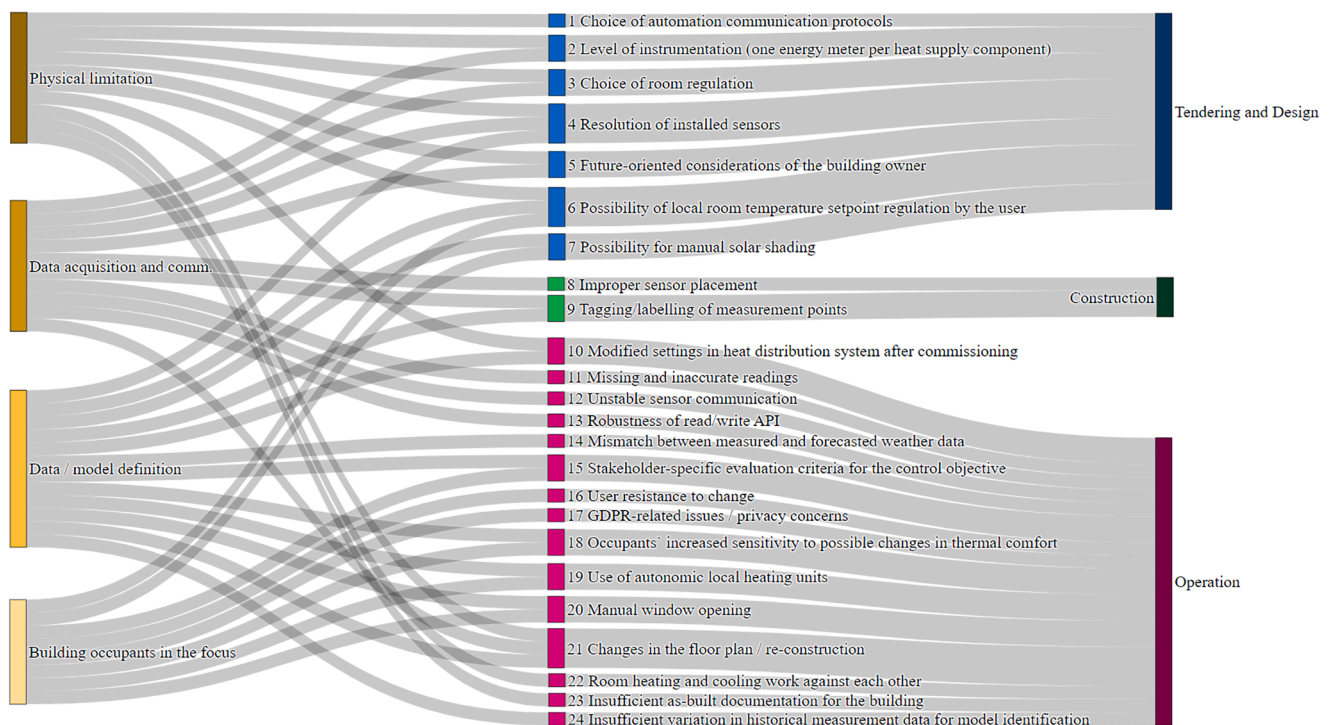 Physical limitation
Data acquisition and comm.
Data / model definition
Building occupants in the focus
1 Choice of automation communication protocols
2 Level of instrumentation (one energy meter per heat supply component)
3 Choice of room regulation
4 Resolution of installed sensors
5 Future-oriented considerations of the building owner
6 Possibility of local room temperature setpoint regulation by the user
7 Possibility for manual solar shading
8 Improper sensor placement
9 Tagging/labelling of measurement points
10 Modified settings in heat distribution system after commissioning
11 Missing and inaccurate readings
12 Unstable sensor communication
13 Robustness of read/write API
14 Mismatch between measured and forecasted weather data
15 Stakeholder-specific evaluation criteria for the control objective
16 User resistance to change
17 GDPR-related issues / privacy concerns
18 Occupants` increased sensitivity to possible changes in thermal comfort
19 Use of autonomic local heating units
20 Manual window opening
21 Changes in the floor plan / re-construction
22 Room heating and cooling work against each other
23 Insufficient as-built documentation for the building
24 Insufficient variation in historical measurement data for model identification
Tendering and Design
Construction
Operation